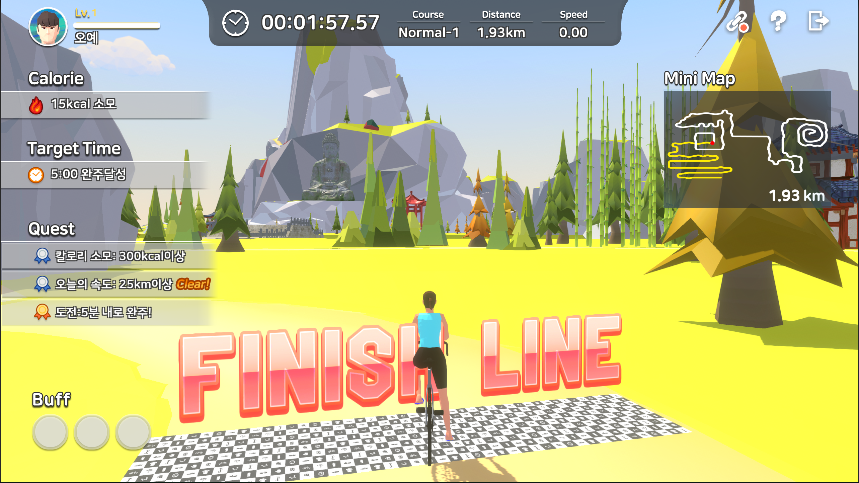 Lv.1
오예
00:01:57.57
Course
Normal-1
Distance
1.93km
Speed
0.00
Calorie
15kcal 소모
Target Time
5:00 완주달성
Quest
칼로리 소모: 300kcal이상
오늘의 속도: 25km이상 Clear!
도전:5분 내로 완주!
Buff
Mini Map
1.93 km
FINISH LINE